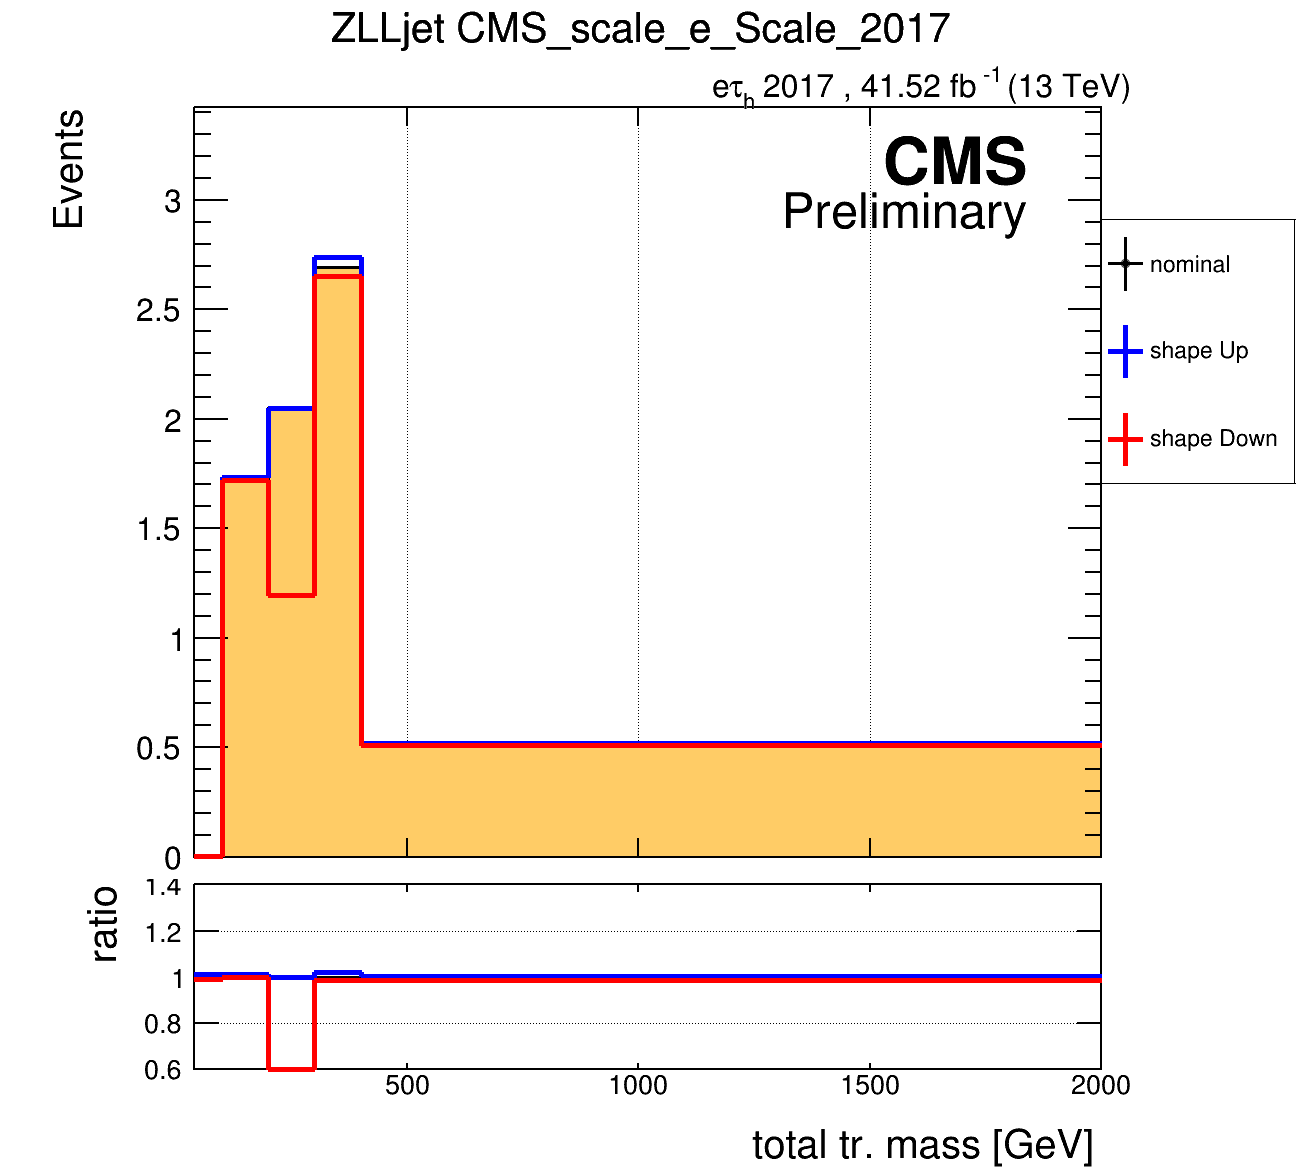 ZLLjet CMS_scale_e_Scale_2017
eτh 2017 , 41.52 fb -1 (13 TeV)
Events
CMS
Preliminary
3
2.5
2
1.5
1
0.5
0
nominal
shape Up
shape Down
ratio
1.4
1.2
1
0.8
0.6
500
1000
1500
2000
total tr. mass [GeV]